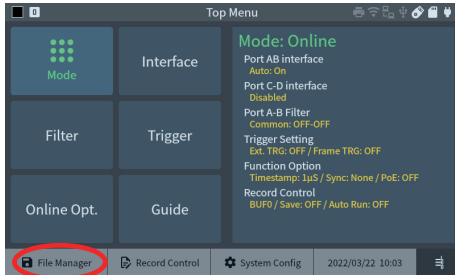 0 Top Menu
Mode
Interface
Filter
Trigger
Online Opt.
Guide
Mode: Online
Port AB interface
Auto: On
Port C-D interface
Disabled
Port A-B Filter
Common: OFF-OFF
Trigger Setting
Ext. TRG: OFF / Frame TRG: OFF
Function Option
Timestamp: 1µS / Sync: None / PoE: OFF
Record Control
BUF0 / Save: OFF / Auto Run: OFF
File Manager Record Control System Config 2022/03/22 10:03